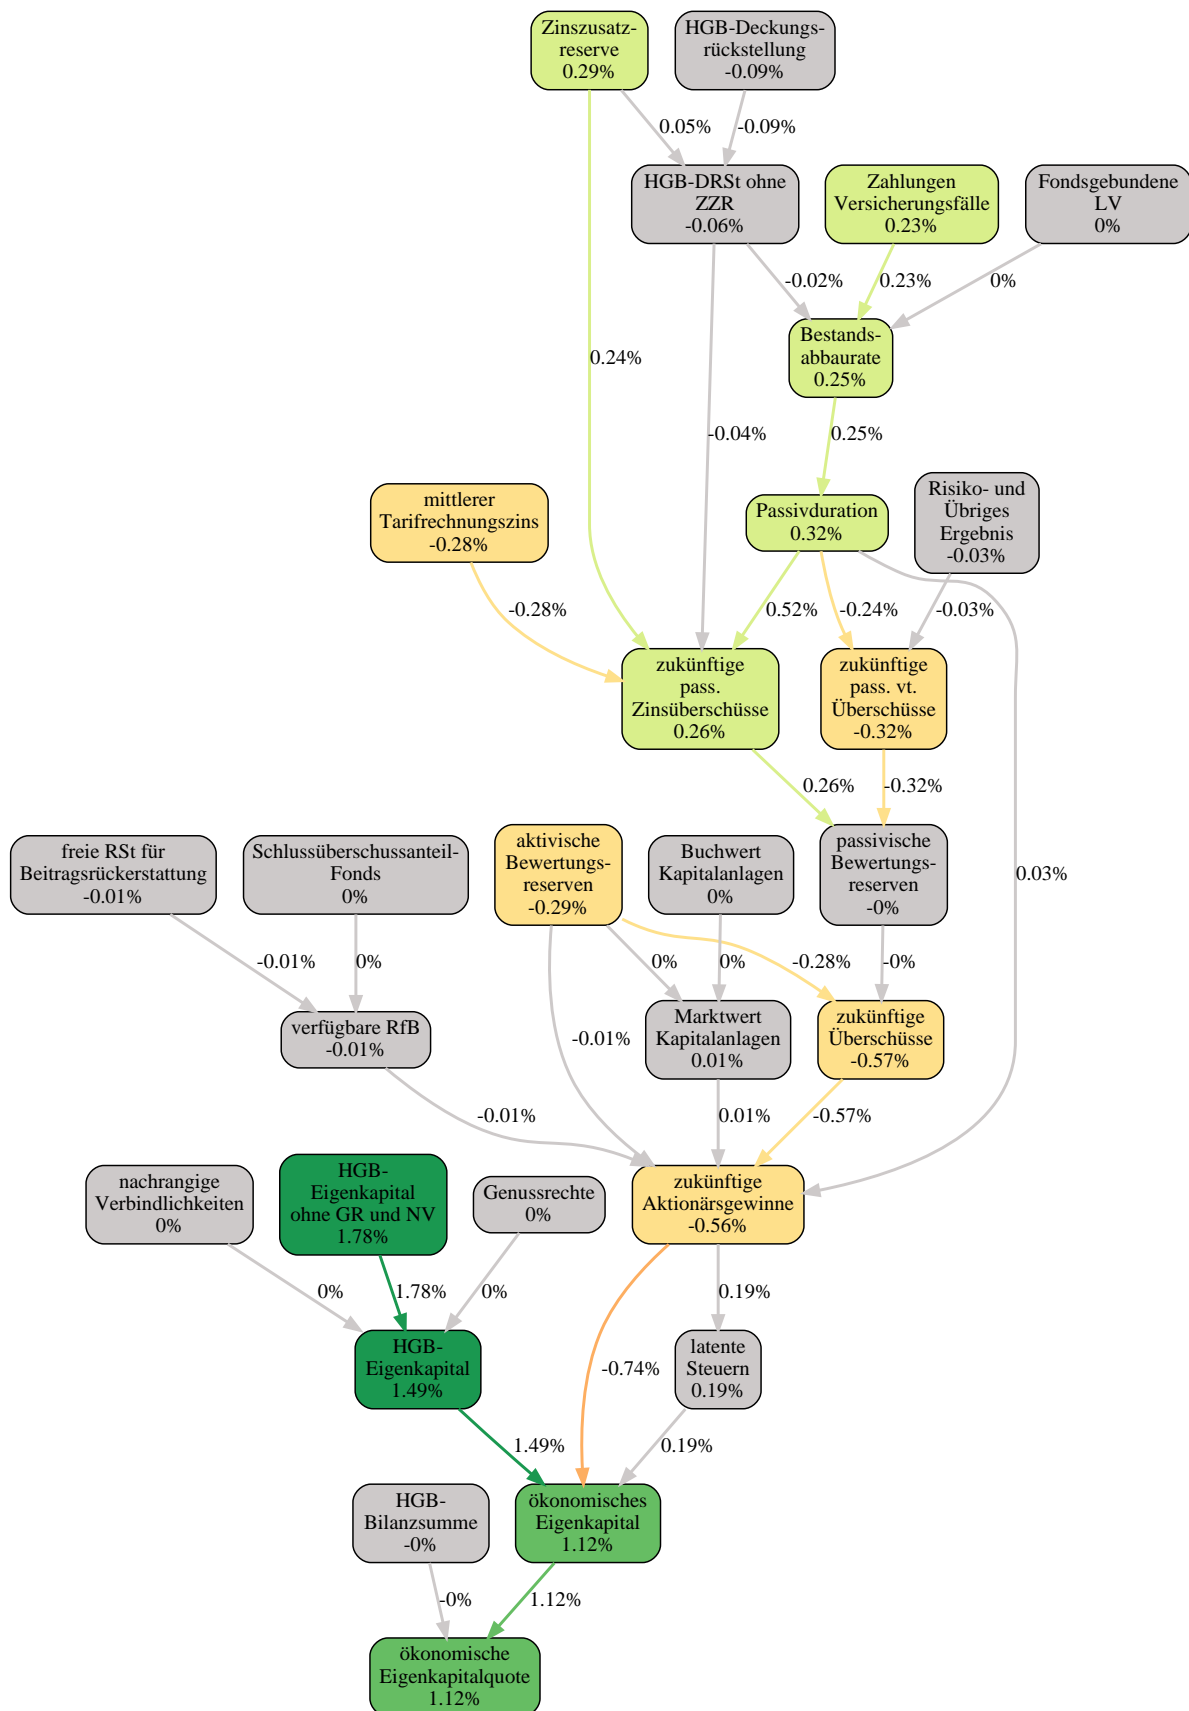 Zinszusatz-
reserve
0.29%
HGB-Deckungs-
rückstellung
-0.09%
0.05%
-0.09%
HGB-DRSt ohne
ZZR
-0.06%
Zahlungen
Versicherungsfälle
0.23%
Fondsgebundene
LV
0%
-0.02%
0.23%
0%
Bestands-
abbaurate
0.25%
0.24%
-0.04%
0.25%
mittlerer
Tarifrechnungszins
-0.28%
Passivduration
0.32%
Risiko- und
Übriges
Ergebnis
-0.03%
-0.28%
0.52%
-0.24%
-0.03%
zukünftige
pass.
Zinsüberschüsse
0.26%
zukünftige
pass. vt.
Überschüsse
-0.32%
0.26%
-0.32%
freie RSt für
Beitragsrückerstattung
-0.01%
Schlussüberschussanteil-
Fonds
0%
aktivische
Bewertungs-
reserven
-0.29%
Buchwert
Kapitalanlagen
0%
passivische
Bewertungs-
reserven
-0%
0.03%
-0.01%
0%
0%
0%
-0.28%
-0%
verfügbare RfB
-0.01%
-0.01%
Marktwert
Kapitalanlagen
0.01%
zukünftige
Überschüsse
-0.57%
-0.01%
0.01%
-0.57%
nachrangige
Verbindlichkeiten
0%
HGB-
Eigenkapital
ohne GR und NV
1.78%
Genussrechte
0%
zukünftige
Aktionärsgewinne
-0.56%
0%
1.78%
0%
0.19%
HGB-
Eigenkapital
1.49%
-0.74%
latente
Steuern
0.19%
1.49%
0.19%
HGB-
Bilanzsumme
-0%
ökonomisches
Eigenkapital
1.12%
-0%
1.12%
ökonomische
Eigenkapitalquote
1.12%